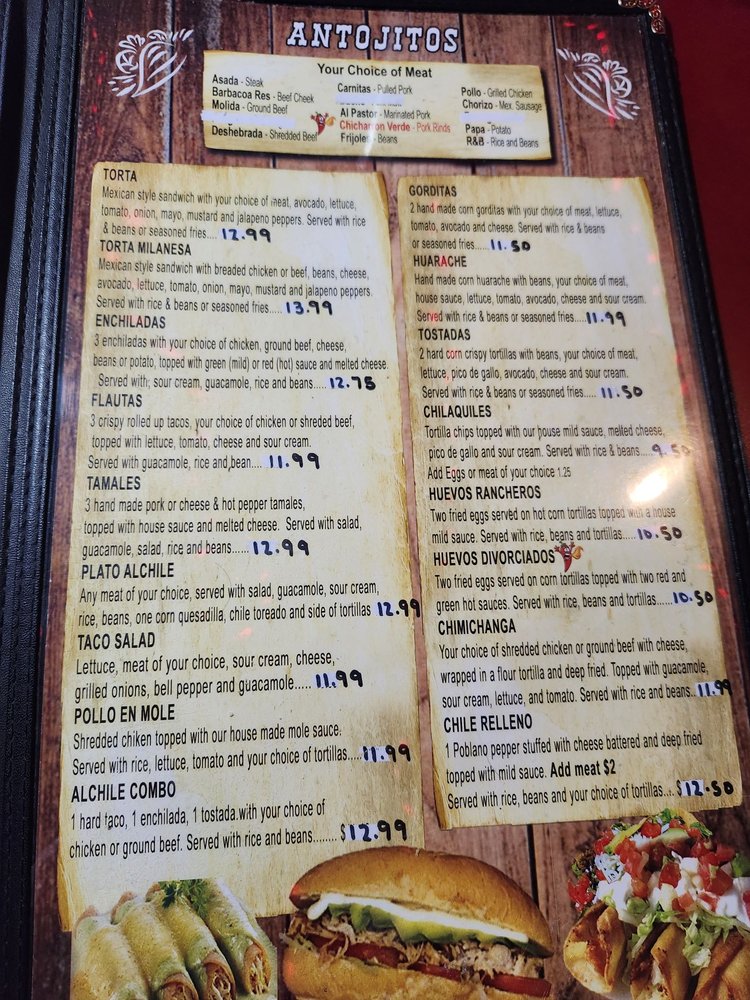 ANTOJITOS
Your Choice of Meat
Asada - Steak
Barbacoa Res - Beef Cheek
Molida - Ground Beef
Deshebrada - Shredded Beef
Carnitas - Pulled Pork
Al Pastor - Marinated Pork
Chicharron Verde - Pork Rinds
Frijoles - Beans
Pollo - Grilled Chicken
Chorizo - Mex. Sausage
Papa - Potato
R&B - Rice and Beans
TORTA
Mexican style sandwich with your choice of meat, avocado, lettuce,
tomato, onion, mayo, mustard and jalapeno peppers. Served with rice
& beans or seasoned fries.... 12.99
TORTA MILANESA
Mexican style sandwich with breaded chicken or beef, beans, cheese,
avocado, lettuce, tomato, onion, mayo, mustard and jalapeno peppers.
Served with rice & beans or seasoned fries..... 13.99
ENCHILADAS
3 enchiladas with your choice of chicken, ground beef, cheese,
beans or potato, topped with green (mild) or red (hot) sauce and melted cheese.
Served with; sour cream, guacamole, rice and beans..... 12.75
FLAUTAS
3 crispy rolled up tacos, your choice of chicken or shreded beef,
topped with lettuce, tomato, cheese and sour cream.
Served with guacamole, rice and bean.... 11.99
TAMALES
3 hand made pork or cheese & hot pepper tamales,
topped with house sauce and melted cheese. Served with salad,
guacamole, salad, rice and beans...... 12.99
PLATO ALCHILE
Any meat of your choice, served with salad, guacamole, sour cream,
rice, beans, one corn quesadilla, chile toreado and side of tortillas 12.99
TACO SALAD
Lettuce, meat of your choice, sour cream, cheese,
grilled onions, bell pepper and guacamole..... 11.99
POLLO EN MOLE
Shredded chiken topped with our house made mole sauce.
Served with rice, lettuce, tomato and your choice of tortillas.....11.99
ALCHILE COMBO
1 hard taco, 1 enchilada, 1 tostada.with your choice of
chicken or ground beef. Served with rice and beans........ $12.99
GORDITAS
2 hand made corn gorditas with your choice of meat, lettuce,
tomato, avocado and cheese. Served with rice & beans
or seasoned fries.....11.50
HUARACHE
Hand made corn huarache with beans, your choice of meat,
house sauce, lettuce, tomato, avocado, cheese and sour cream.
Served with rice & beans or seasoned fries.....11.99
TOSTADAS
2 hard corn crispy tortillas with beans, your choice of meat,
lettuce, pico de gallo, avocado, cheese and sour cream.
Served with rice & beans or seasoned fries..... 11.50
CHILAQUILES
Tortilla chips topped with our house mild sauce, melted cheese,
pico de gallo and sour cream. Served with rice & beans....9.50
Add Eggs or meat of your choice 1.25
HUEVOS RANCHEROS
Two fried eggs served on hot corn tortillas topped with a house
mild sauce. Served with rice, beans and tortillas.....10.50
HUEVOS DIVORCIADOS
Two fried eggs served on corn tortillas topped with two red and
green hot sauces. Served with rice, beans and tortillas......10.50
CHIMICHANGA
Your choice of shredded chicken or ground beef with cheese,
wrapped in a flour tortilla and deep fried. Topped with guacamole,
sour cream, lettuce, and tomato. Served with rice and beans..11.99
CHILE RELLENO
1 Poblano pepper stuffed with cheese battered and deep fried
topped with mild sauce. Add meat $2
Served with rice, beans and your choice of tortillas.... $12.50